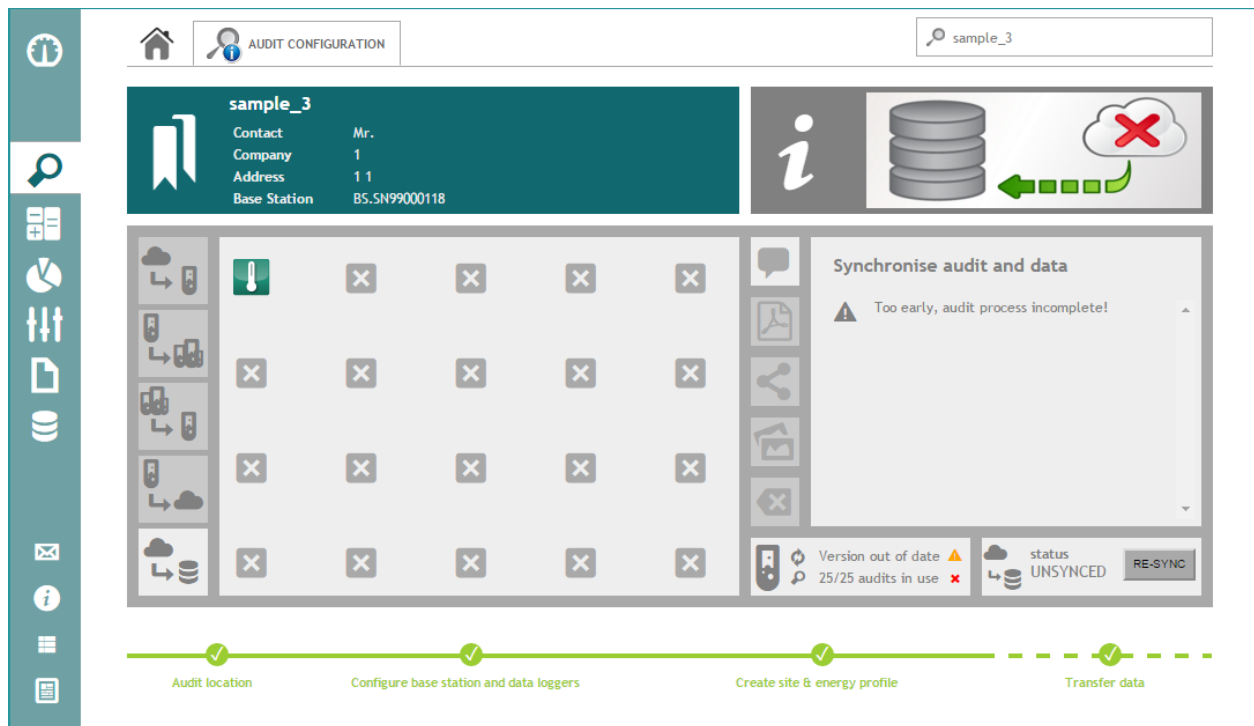 AUDIT CONFIGURATION
sample_3
sample_3
Contact Mr.
Company 1
Address 1 1
Base Station BS.SN99000118
Synchronise audit and data
Too early, audit process incomplete!
Version out of date
25/25 audits in use
status
UNSYNCED
RE-SYNC
Audit location
Configure base station and data loggers
Create site & energy profile
Transfer data